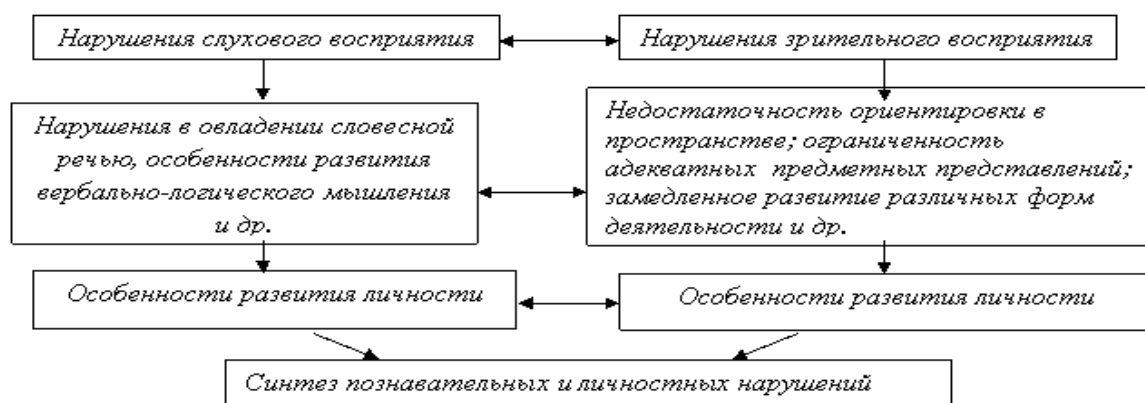 Нарушения слухового восприятия
Нарушения зрительного восприятия
Нарушения в овладении словесной
речью, особенности развития
вербально-логического мышления
и др.
Недостаточность ориентировки в
пространстве; ограниченность
адекватных предметных представлений;
замедленное развитие различных форм
деятельности и др.
Особенности развития личности
Особенности развития личности
Синтез познавательных и личностных нарушений